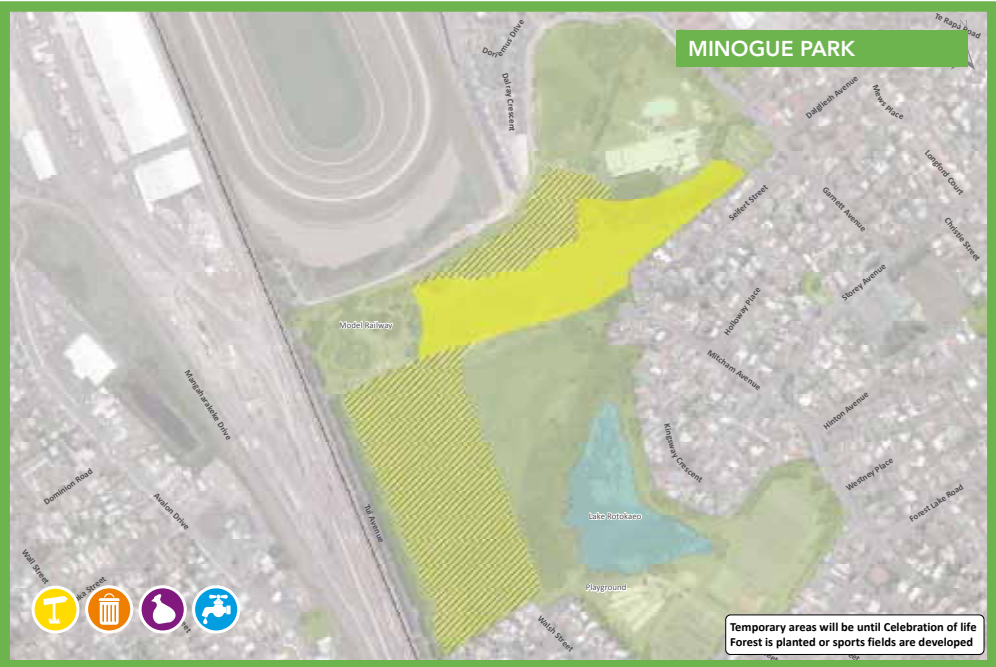 MINOGUE PARK
Te Rapa Road
Dorremus Drive
Dalray Crescent
Dalgliesh Avenue
Mews Place
Longford Court
Garnett Avenue
Christie Street
Seifert Street
Storey Avenue
Holloway Place
Model Railway
Mitcham Avenue
Mangaharakeke Drive
Hinton Avenue
Kingsway Crescent
Westney Place
Dominion Road
Avalon Drive
Forest Lake Road
Tui Avenue
Lake Rotokaeo
Wall Street
Street
Playground
Walsh Street
Temporary areas will be until Celebration of life
Forest is planted or sports fields are developed